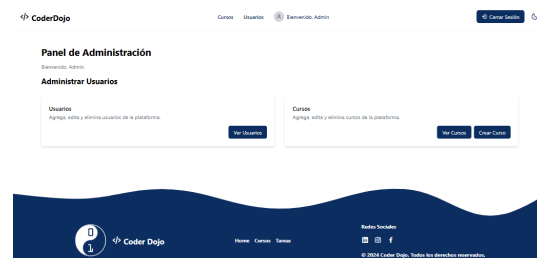 </> CoderDojo
Cursos Usuarios A Bienvenido, Admin
Cerrar Sesión
Panel de Administración
Bienvenido, Admin.
Administrar Usuarios
Usuarios
Agrega, edita y elimina usuarios de la plataforma.
Ver Usuarios
Cursos
Agrega, edita y elimina cursos de la plataforma.
Ver Cursos Crear Curso
0
1
</> Coder Dojo
Home Cursos Tareas
Redes Sociales
© 2024 Coder Dojo. Todos los derechos reservados.